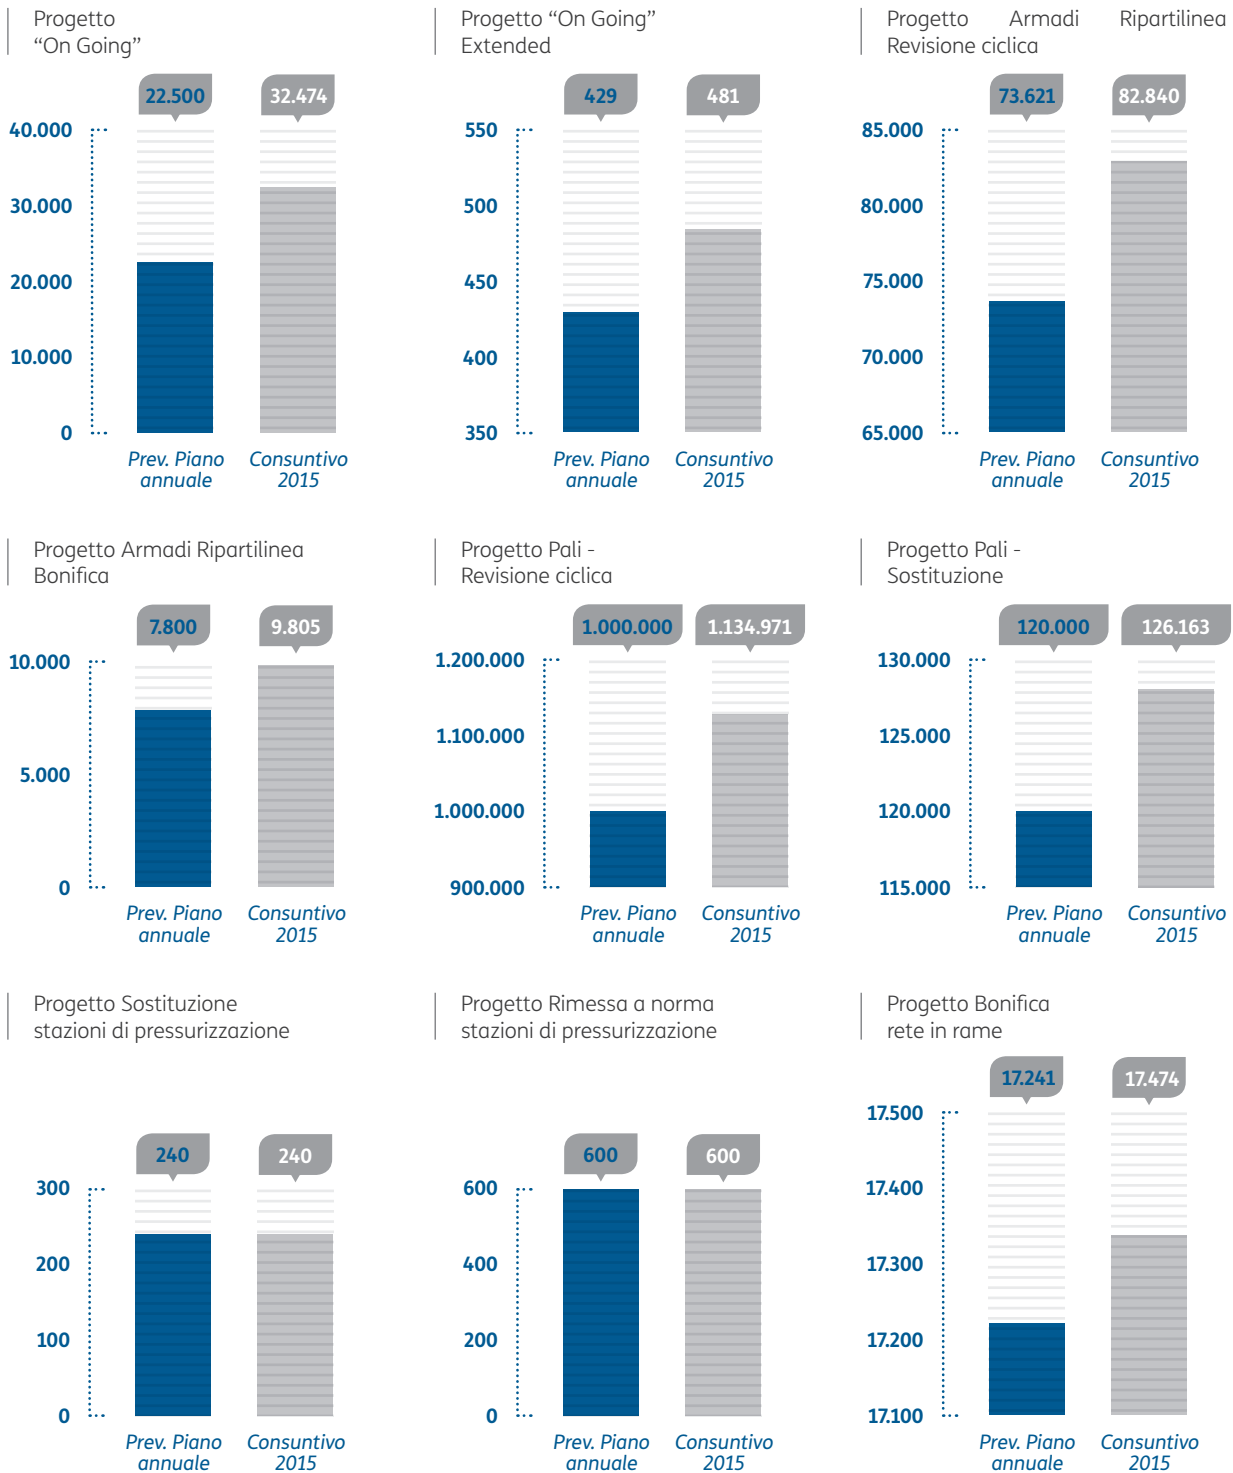 Progetto
“On Going”
22.500
32.474
40.000
30.000
20.000
10.000
0
Prev. Piano
annuale
Consuntivo
2015
Progetto “On Going”
Extended
429
481
550
500
450
400
350
Prev. Piano
annuale
Consuntivo
2015
Progetto Armadi Ripartilinea
Revisione ciclica
73.621
82.840
85.000
80.000
75.000
70.000
65.000
Prev. Piano
annuale
Consuntivo
2015
Progetto Armadi Ripartilinea
Bonifica
7.800
9.805
10.000
5.000
0
Prev. Piano
annuale
Consuntivo
2015
Progetto Pali -
Revisione ciclica
1.000.000
1.134.971
1.200.000
1.100.000
1.000.000
900.000
Prev. Piano
annuale
Consuntivo
2015
Progetto Pali -
Sostituzione
120.000
126.163
130.000
125.000
120.000
115.000
Prev. Piano
annuale
Consuntivo
2015
Progetto Sostituzione
stazioni di pressurizzazione
240
240
300
200
100
0
Prev. Piano
annuale
Consuntivo
2015
Progetto Rimessa a norma
stazioni di pressurizzazione
600
600
600
400
200
0
Prev. Piano
annuale
Consuntivo
2015
Progetto Bonifica
rete in rame
17.241
17.474
17.500
17.400
17.300
17.200
17.100
Prev. Piano
annuale
Consuntivo
2015